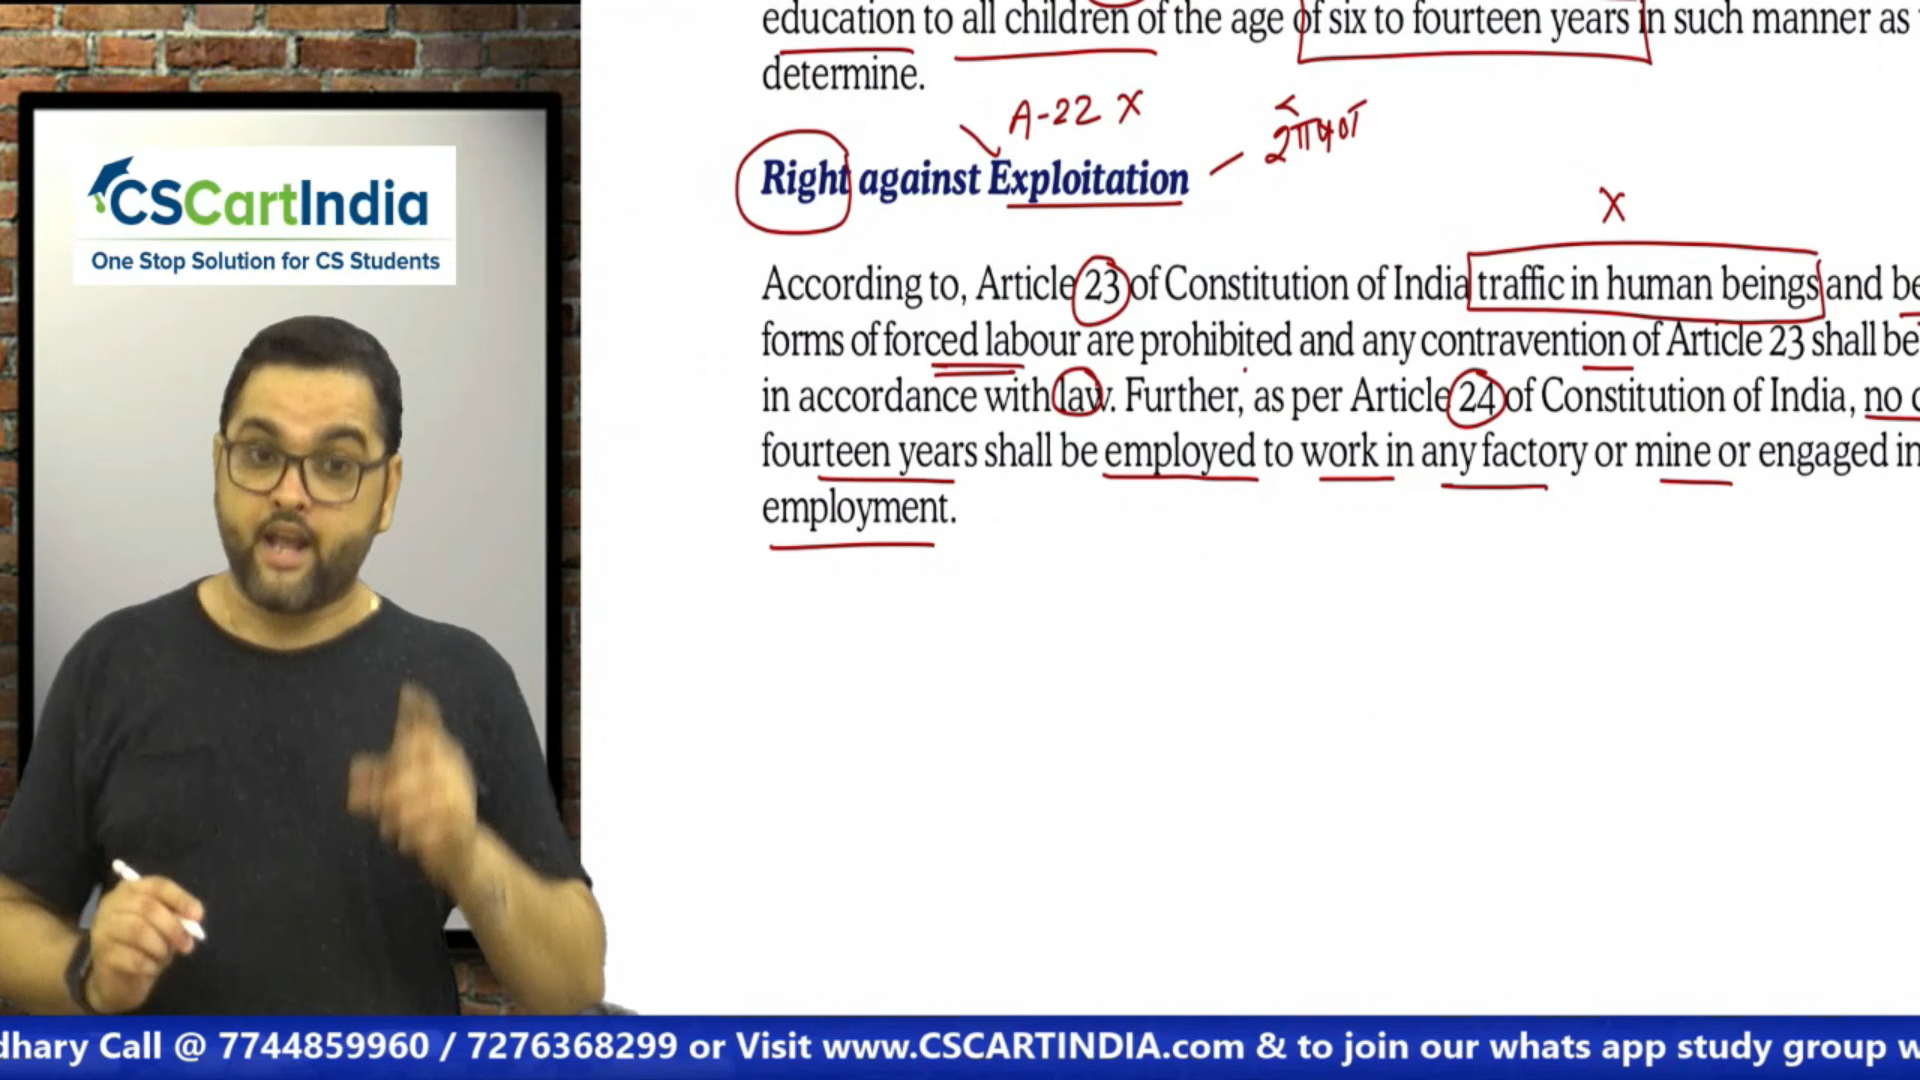 CSCartIndia
One Stop Solution for CS Students
education to all children of the age of six to fourteen years in such manner as
determine.
A-22 X
Right against Exploitation
X
According to, Article 23 of Constitution of India traffic in human beings and be
forms of forced labour are prohibited and any contravention of Article 23 shall be
in accordance with law. Further, as per Article 24 of Constitution of India, no c
fourteen years shall be employed to work in any factory or mine or engaged in
employment.
dhary Call @ 7744859960 / 7276368299 or Visit www.CSCARTINDIA.com & to join our whats app study group w